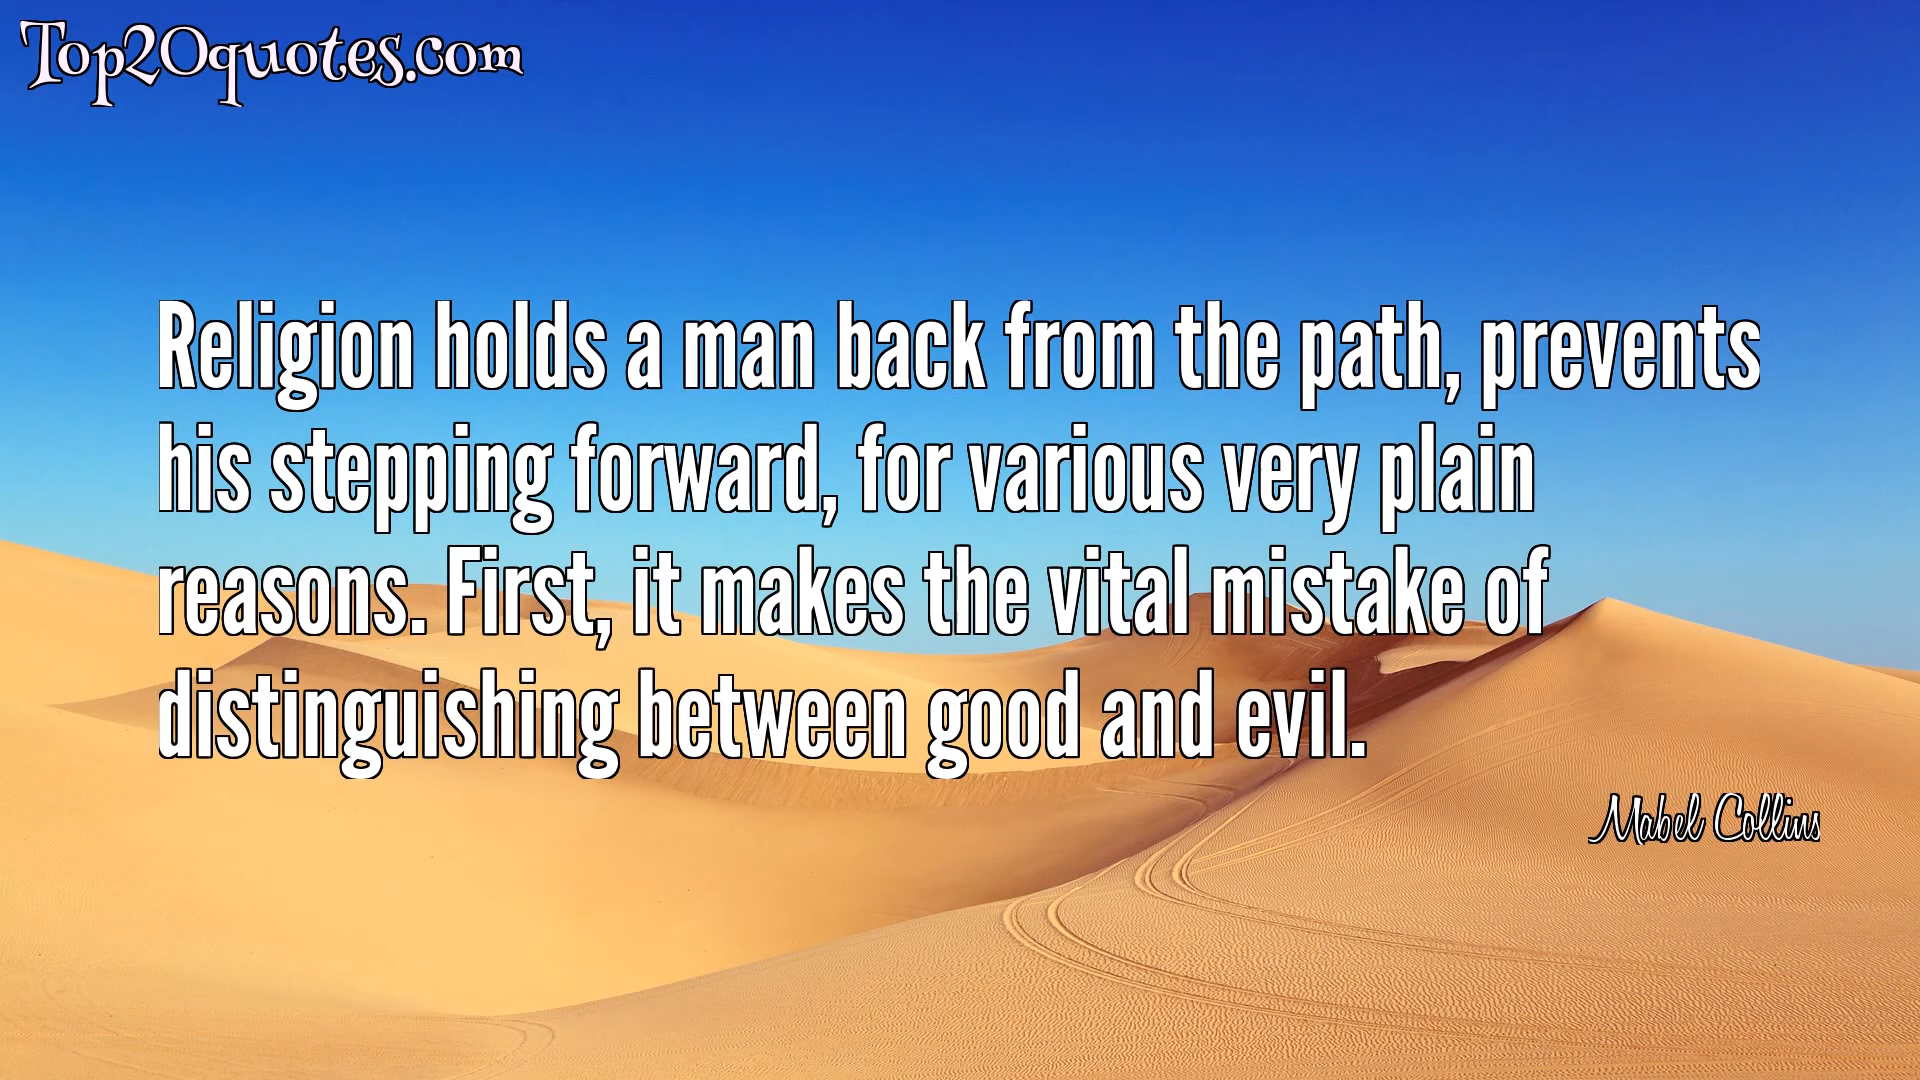 Top20quotes.com
Religion holds a man back from the path, prevents
his stepping forward, for various very plain
reasons. First, it makes the vital mistake of
distinguishing between good and evil.
Mabel Collins